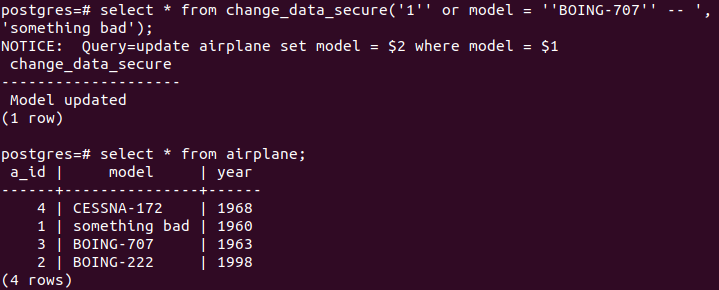 postgres=# select * from change_data_secure('1'' or model = ''BOING-707'' -- ',
'something bad');
NOTICE:  Query=update airplane set model = $2 where model = $1
 change_data_secure
--------------------
 Model updated
(1 row)

postgres=# select * from airplane;
 a_id |     model     | year
------+---------------+------
    4 | CESSNA-172    | 1968
    1 | something bad | 1960
    3 | BOING-707     | 1963
    2 | BOING-222     | 1998
(4 rows)